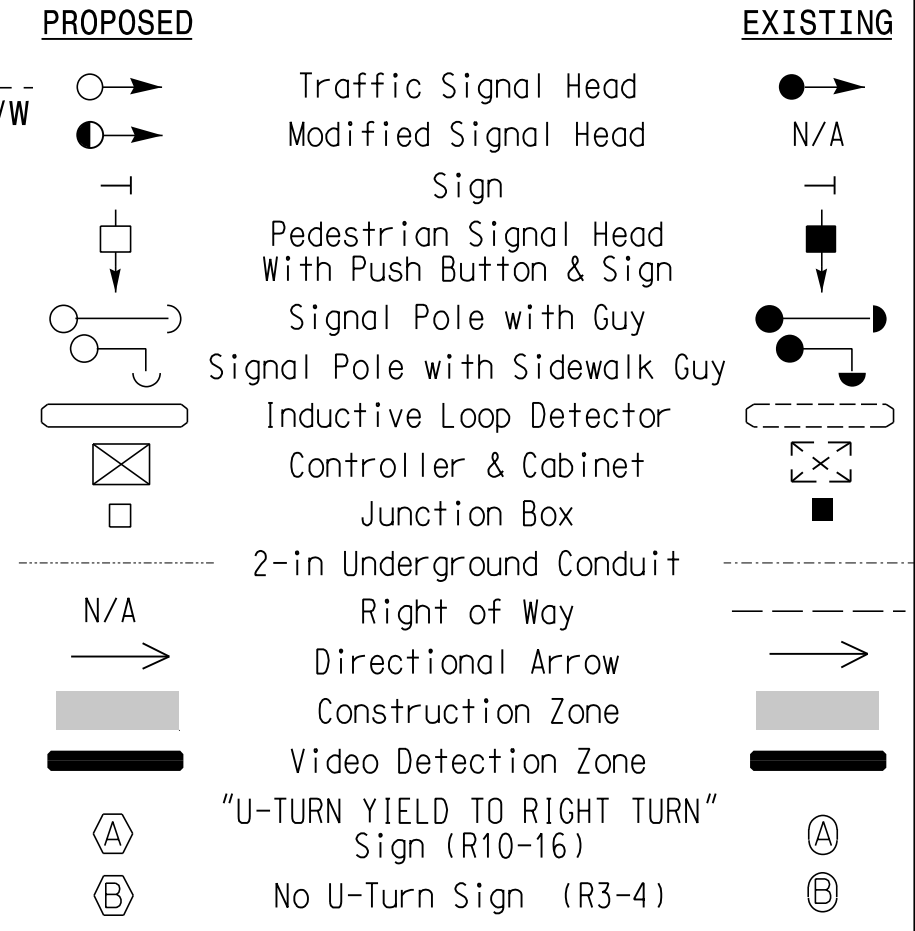 PROPOSED EXISTING
Traffic Signal Head
/W
Modified Signal Head N/A
Sign
Pedestrian Signal Head
With Push Button & Sign
Signal Pole with Guy
Signal Pole with Sidewalk Guy
Inductive Loop Detector
Controller & Cabinet
Junction Box
2-in Underground Conduit
N/A Right of Way
Directional Arrow
Construction Zone
Video Detection Zone
"U-TURN YIELD TO RIGHT TURN"
A Sign (R10-16) A
B No U-Turn Sign (R3-4) B